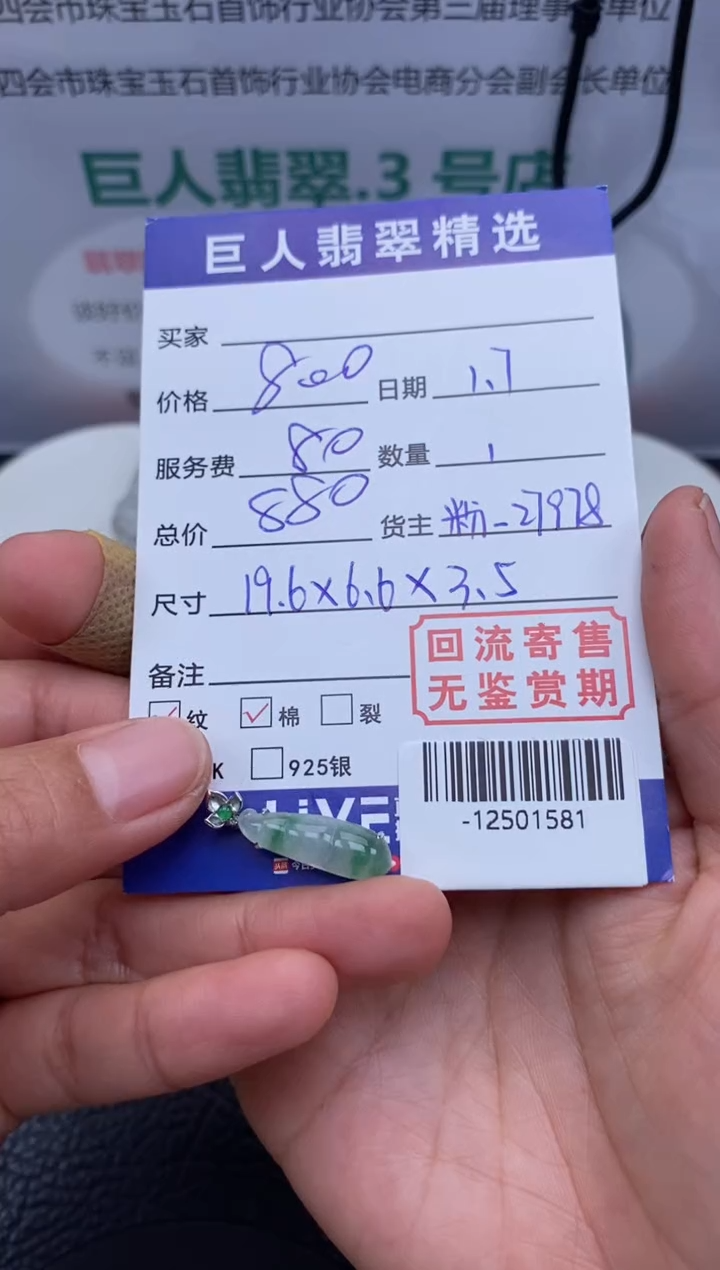 四会市珠宝玉石首饰行业协会第三届理事 单位
四会市珠宝玉石首饰行业协会电商分会副会长单位
巨人翡翠.3 号店
巨人翡翠精选
买家
价格 800 日期 1.7
服务费 80 数量 1
总价 880 货主 粉-27978
尺寸 19.6×6.6×3.5
备注
回流寄售
无鉴赏期
纹 棉 裂
K 925银
LIVE
-12501581